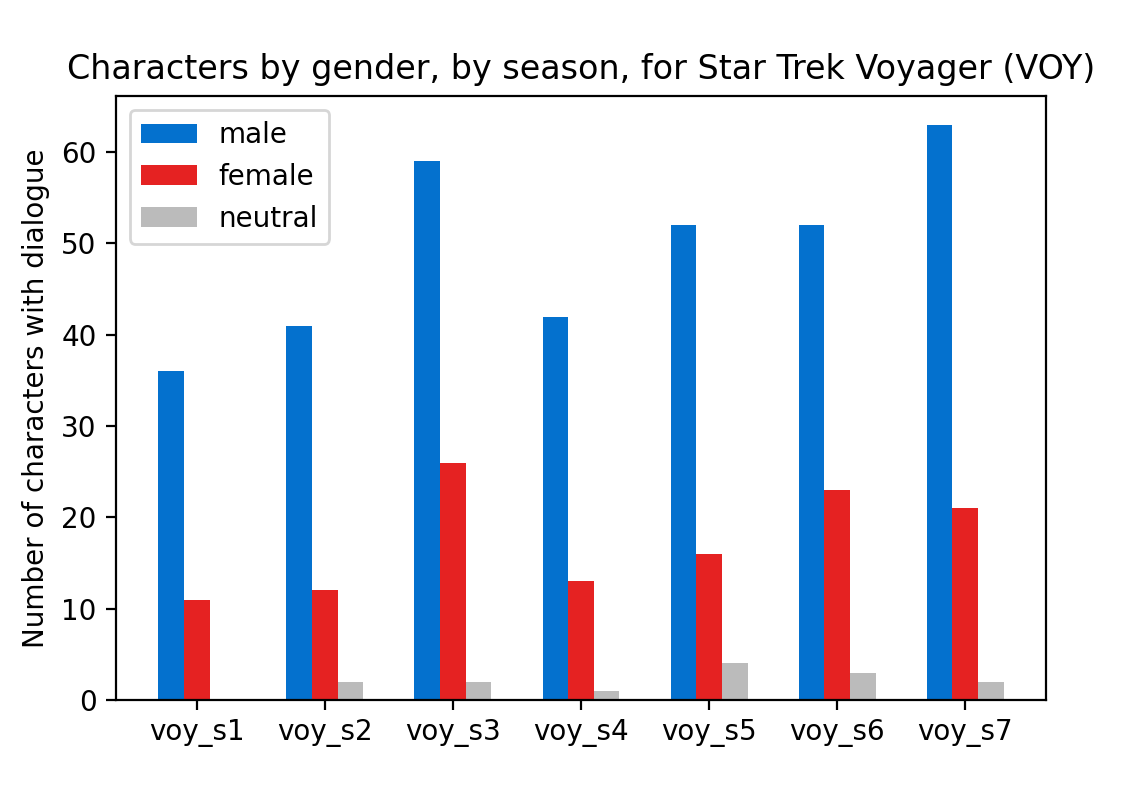 Characters by gender, by season, for Star Trek Voyager (VOY)
male
female
neutral
Number of characters with dialogue
60
50
40
30
20
10
0
voy_s1 voy_s2 voy_s3 voy_s4 voy_s5 voy_s6 voy_s7